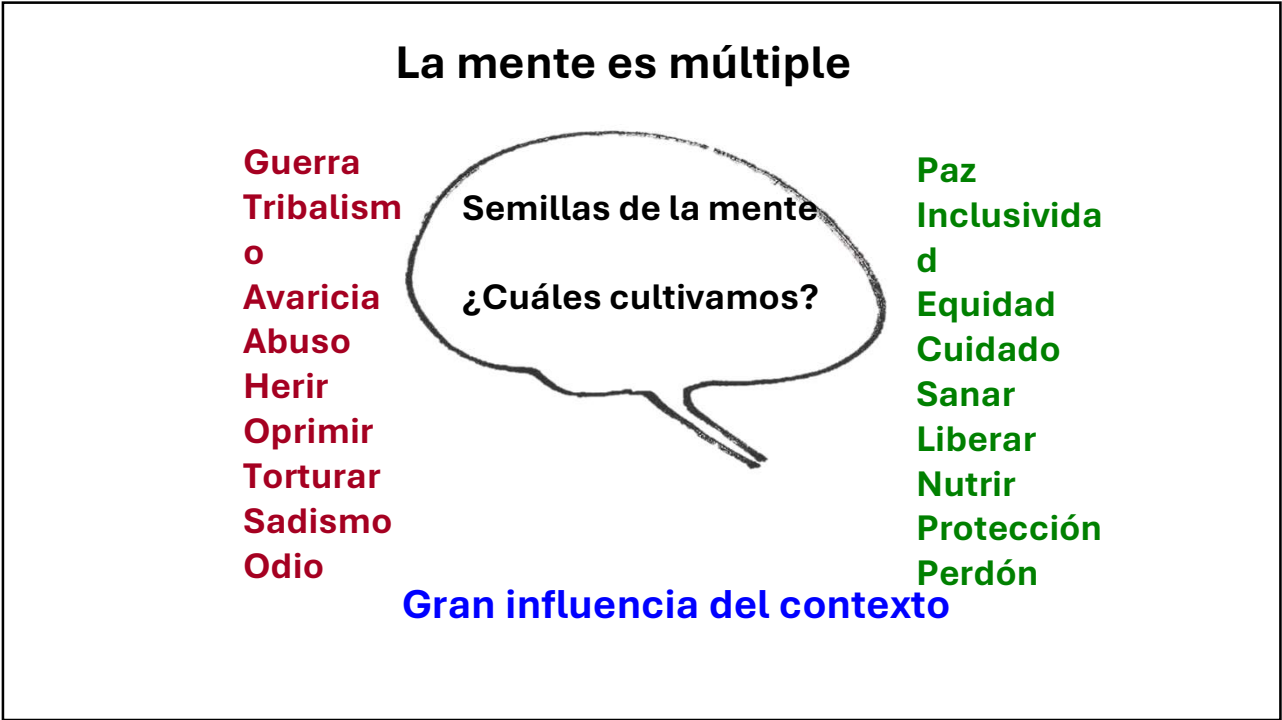 La mente es múltiple
Guerra
Tribalism
o
Avaricia
Abuso
Herir
Oprimir
Torturar
Sadismo
Odio
Semillas de la mente
¿Cuáles cultivamos?
Paz
Inclusivida
d
Equidad
Cuidado
Sanar
Liberar
Nutrir
Protección
Perdón
Gran influencia del contexto